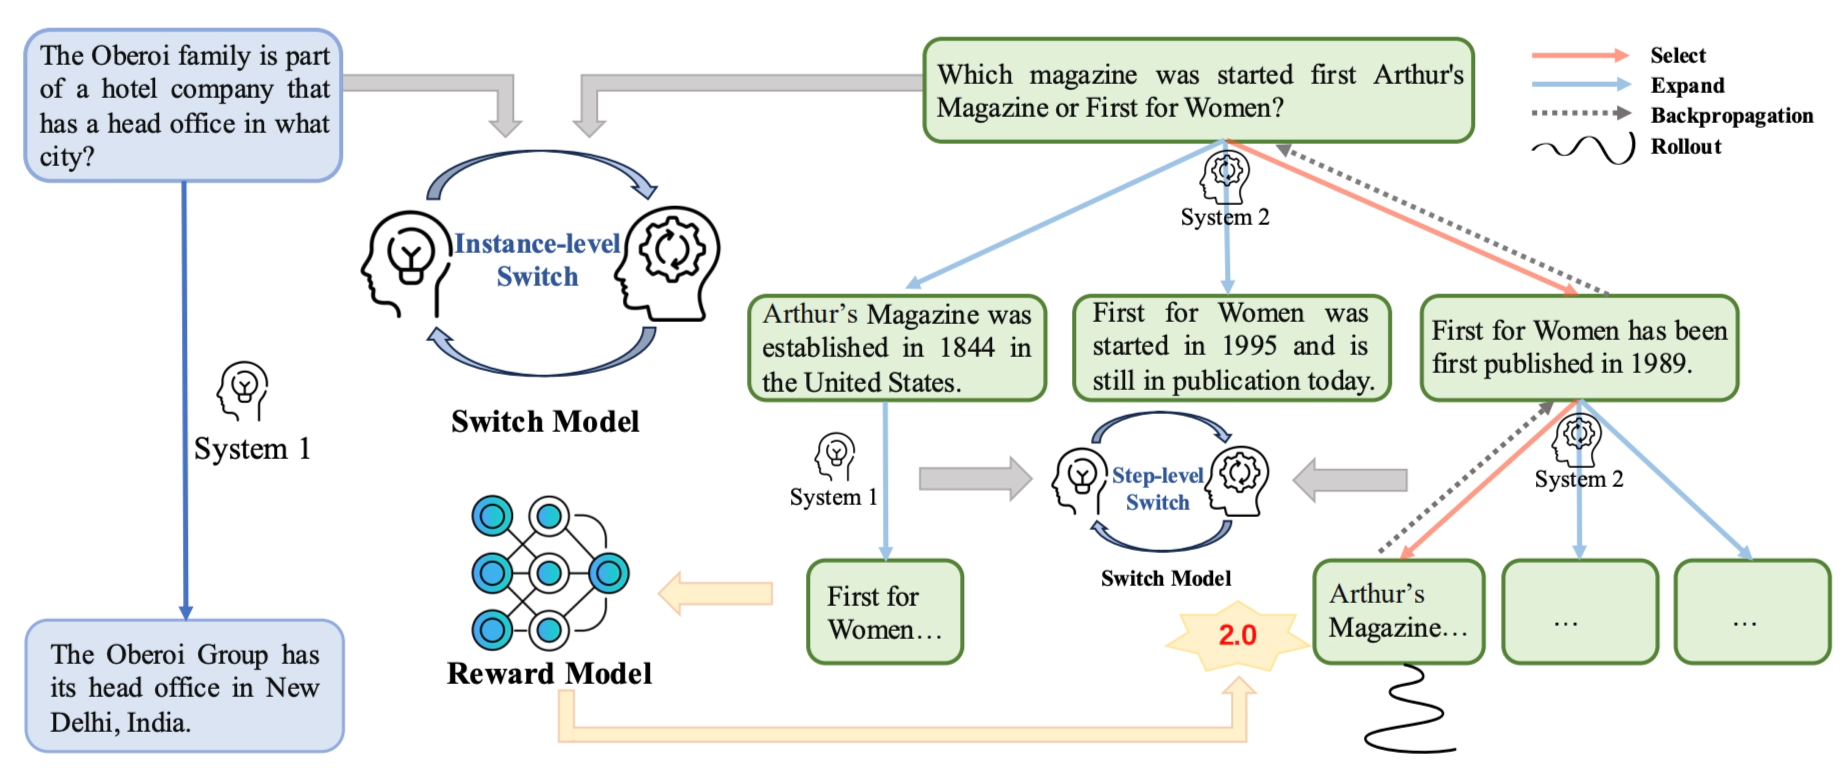 The Oberoi family is part
of a hotel company that
has a head office in what
city?
Which magazine was started first Arthur's
Magazine or First for Women?
Select
Expand
Backpropagation
Rollout
System 2
Instance-level
Switch
Switch Model
System 1
Arthur's Magazine was
established in 1844 in
the United States.
First for Women was
started in 1995 and is
still in publication today.
First for Women has been
first published in 1989.
System 1
Step-level
Switch
Switch Model
System 2
Reward Model
First for
Women…
2.0
Arthur's
Magazine…
…
…
The Oberoi Group has
its head office in New
Delhi, India.